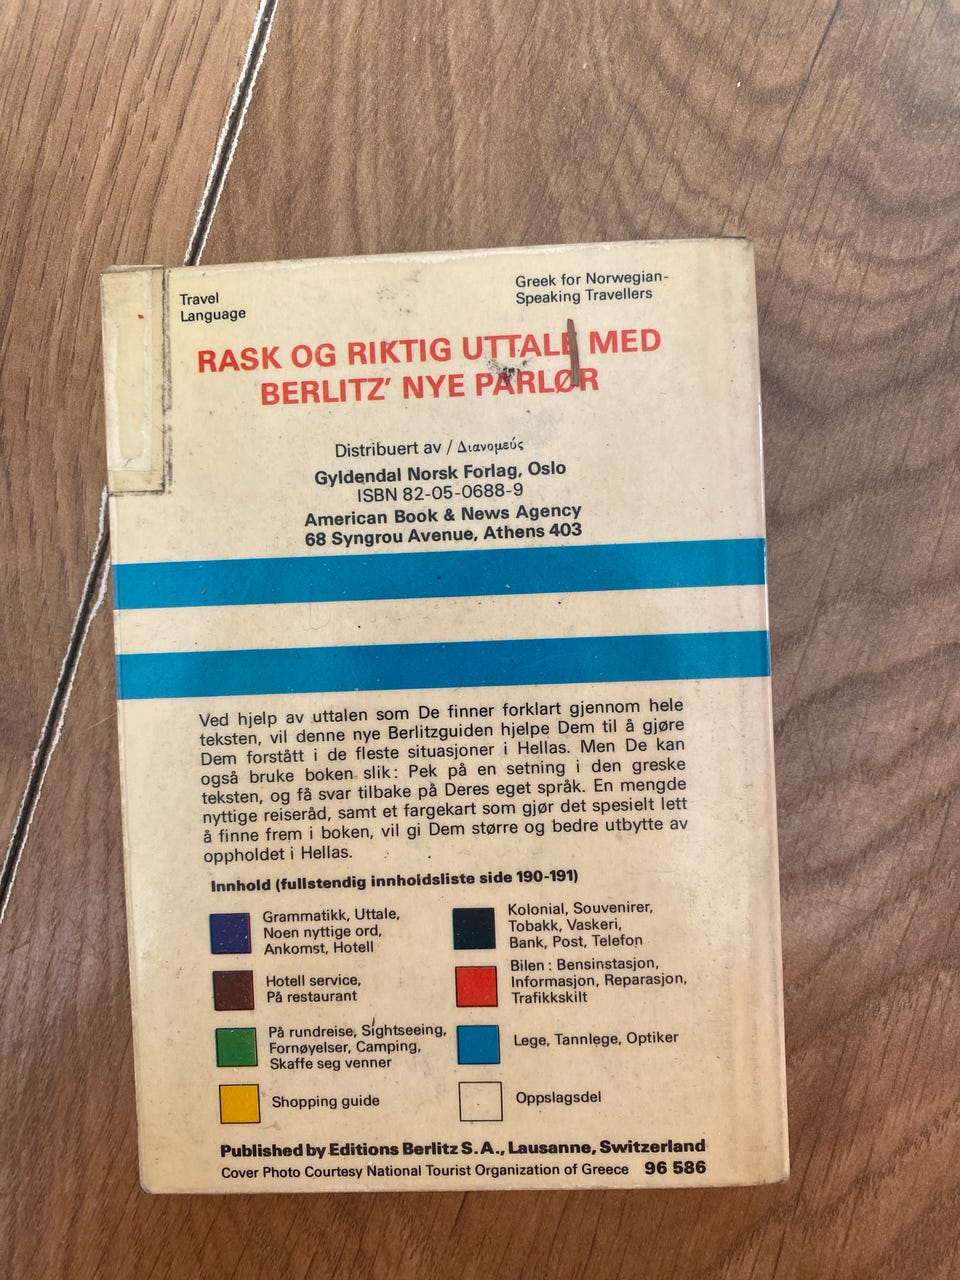 Travel
Language
Greek for Norwegian-
Speaking Travellers
RASK OG RIKTIG UTTALE MED
BERLITZ' NYE PARLØR
Distribuert av / Διανομεύς
Gyldendal Norsk Forlag, Oslo
ISBN 82-05-0688-9
American Book & News Agency
68 Syngrou Avenue, Athens 403
Ved hjelp av uttalen som De finner forklart gjennom hele
teksten, vil denne nye Berlitzguiden hjelpe Dem til å gjøre
Dem forstått i de fleste situasjoner i Hellas. Men De kan
også bruke boken slik: Pek på en setning i den greske
teksten, og få svar tilbake på Deres eget språk. En mengde
nyttige reiseråd, samt et fargekart som gjør det spesielt lett
å finne frem i boken, vil gi Dem større og bedre utbytte av
oppholdet i Hellas.
Innhold (fullstendig innholdsliste side 190-191)
Grammatikk, Uttale,
Noen nyttige ord,
Ankomst, Hotell
Hotell service,
På restaurant
På rundreise, Sightseeing,
Fornøyelser, Camping,
Skaffe seg venner
Shopping guide
Kolonial, Souvenirer,
Tobakk, Vaskeri,
Bank, Post, Telefon
Bilen: Bensinstasjon,
Informasjon, Reparasjon,
Trafikkskilt
Lege, Tannlege, Optiker
Oppslagsdel
Published by Editions Berlitz S.A., Lausanne, Switzerland
Cover Photo Courtesy National Tourist Organization of Greece 96 586